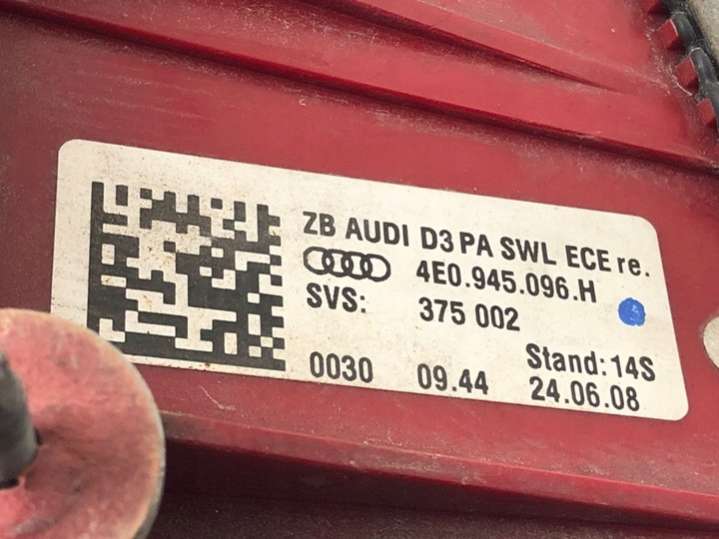 ZB AUDI D3 PA SWL ECE re.
4E0.945.096.H
SVS: 375 002
Stand:14S
0030 09.44 24.06.08